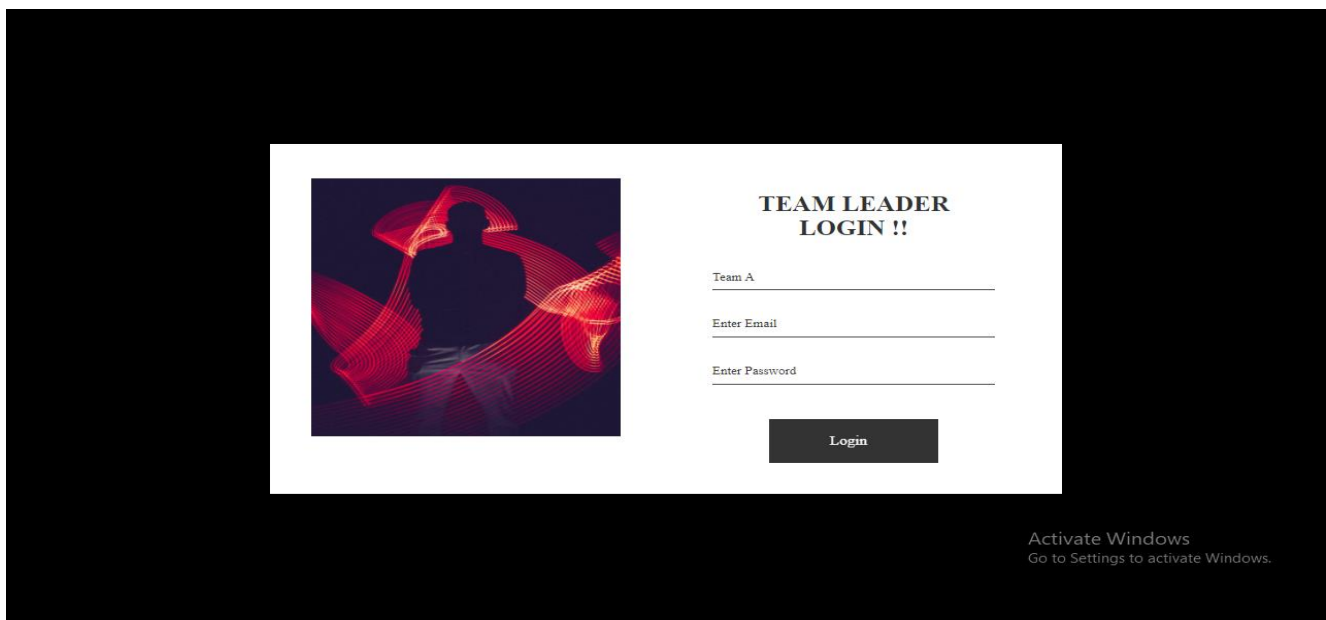 TEAM LEADER
LOGIN !!
Team A
Enter Email
Enter Password
Login
Activate Windows
Go to Settings to activate Windows.